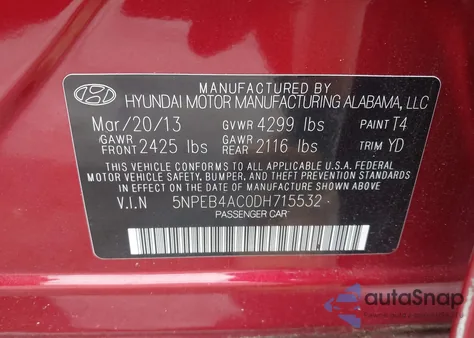 MANUFACTURED BY
HYUNDAI MOTOR MANUFACTURING ALABAMA, LLC
Mar/20/13 GVWR 4299 lbs PAINT T4
GAWR FRONT 2425 lbs GAWR REAR 2116 lbs TRIM YD
THIS VEHICLE CONFORMS TO ALL APPLICABLE U.S.A. FEDERAL
MOTOR VEHICLE SAFETY, BUMPER, AND THEFT PREVENTION STANDARDS
IN EFFECT ON THE DATE OF MANUFACTURE SHOWN ABOVE.
V.I.N 5NPEB4AC0DH715532
PASSENGER CAR
autoSnap